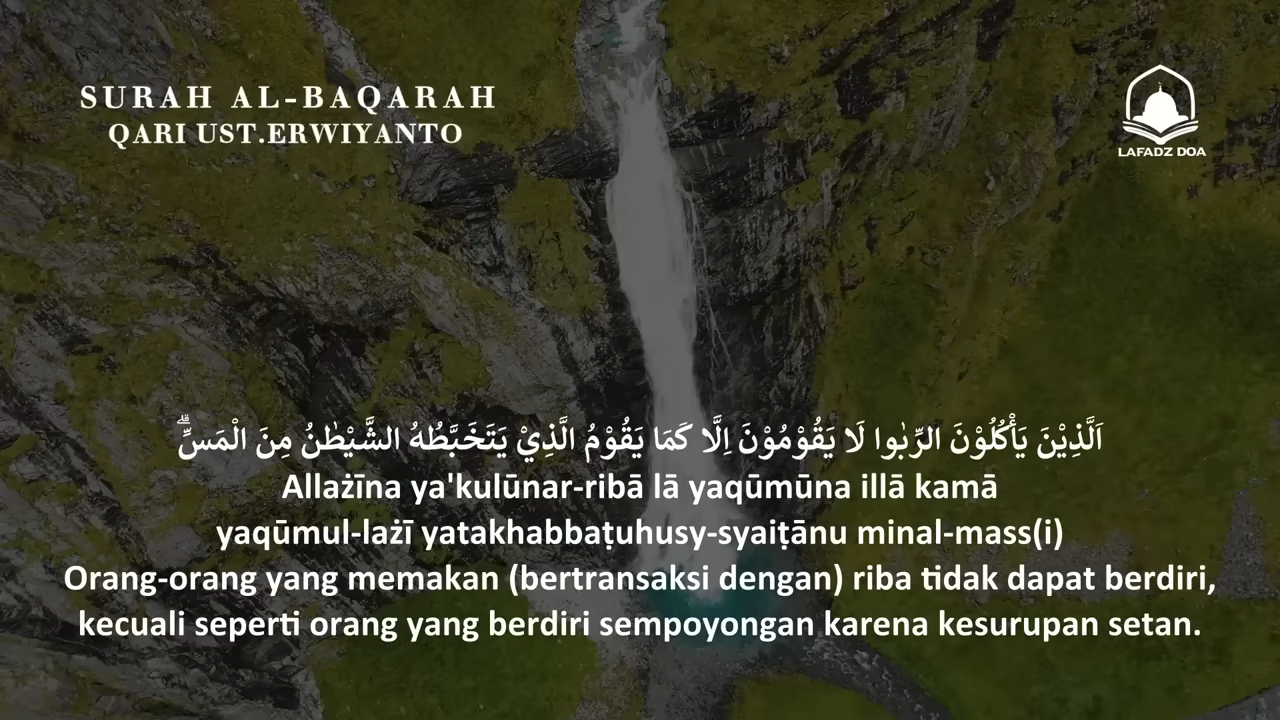 SURAH AL-BAQARAH
QARI UST.ERWIYANTO
LAFADZ DOA
اَلَّذِيْنَ يَأْكُلُوْنَ الرِّبٰوا لَا يَقُوْمُوْنَ اِلَّا كَمَا يَقُوْمُ الَّذِيْ يَتَخَبَّطُهُ الشَّيْطٰنُ مِنَ الْمَسِّۗ
Allażīna ya'kulūnar-ribā lā yaqūmūna illā kamā
yaqūmul-lażī yatakhabbaṭuhusy-syaiṭānu minal-mass(i)
Orang-orang yang memakan (bertransaksi dengan) riba tidak dapat berdiri,
kecuali seperti orang yang berdiri sempoyongan karena kesurupan setan.